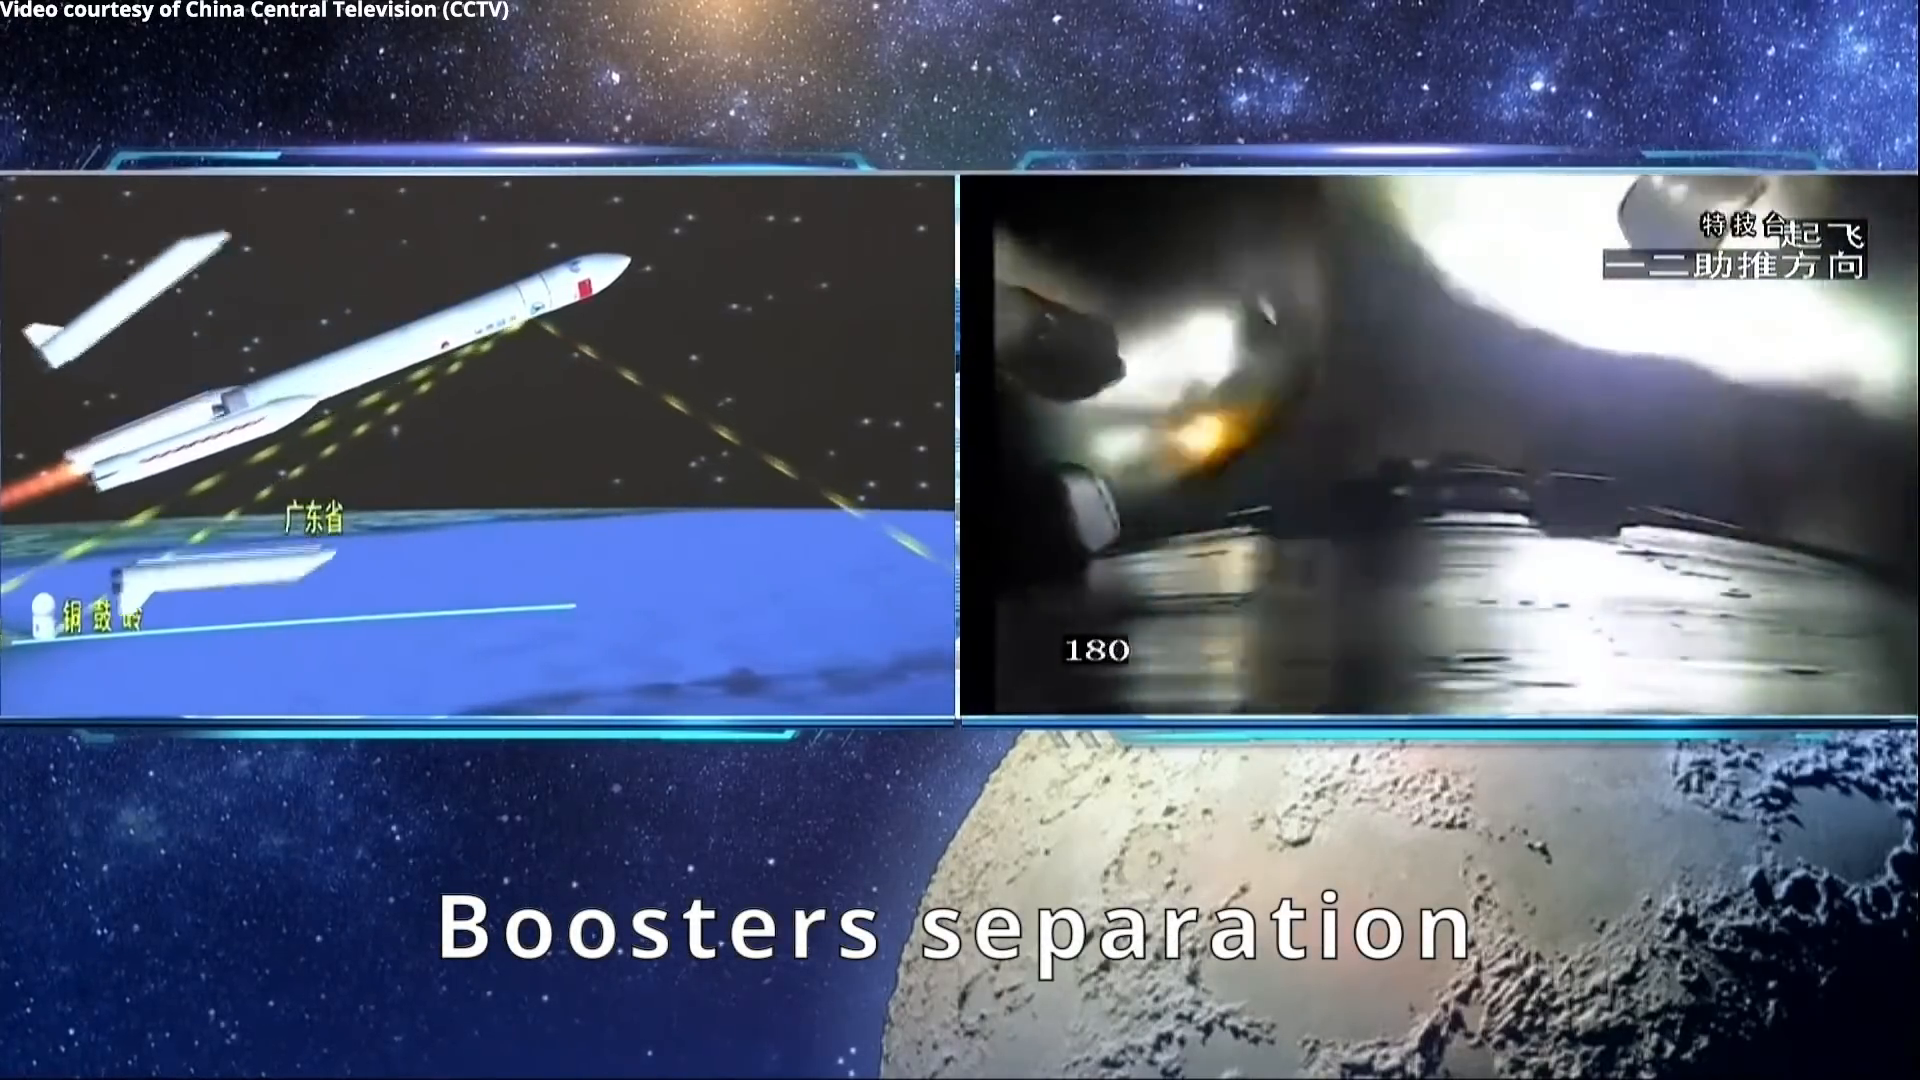 Video courtesy of China Central Television (CCTV)
特技台
起飞
一二助推方向
广东省
铜鼓岭
180
Boosters separation